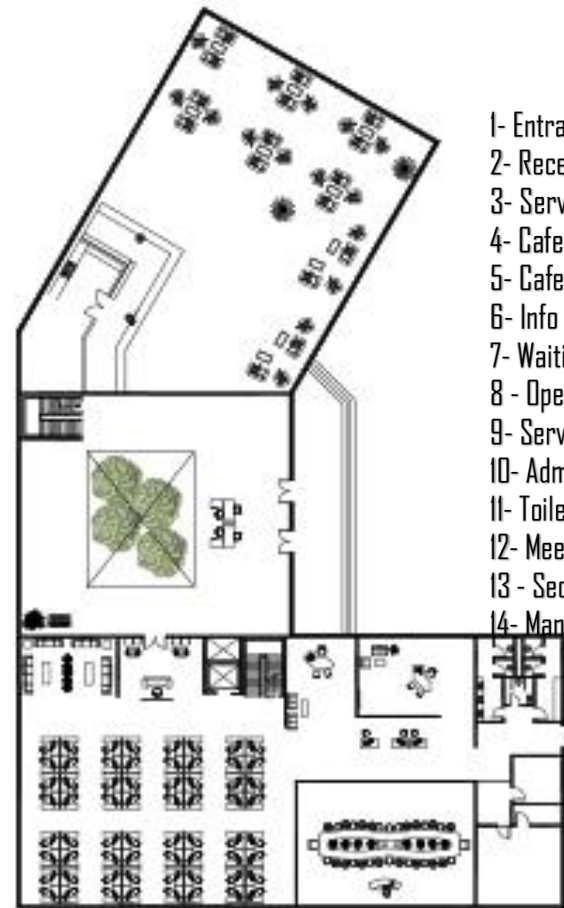 1- Entra
2- Rece
3- Serv
4- Cafe
5- Cafe
6- Info
7- Waiti
8 - Ope
9- Serv
10- Adm
11- Toile
12- Mee
13 - Sec
14- Man